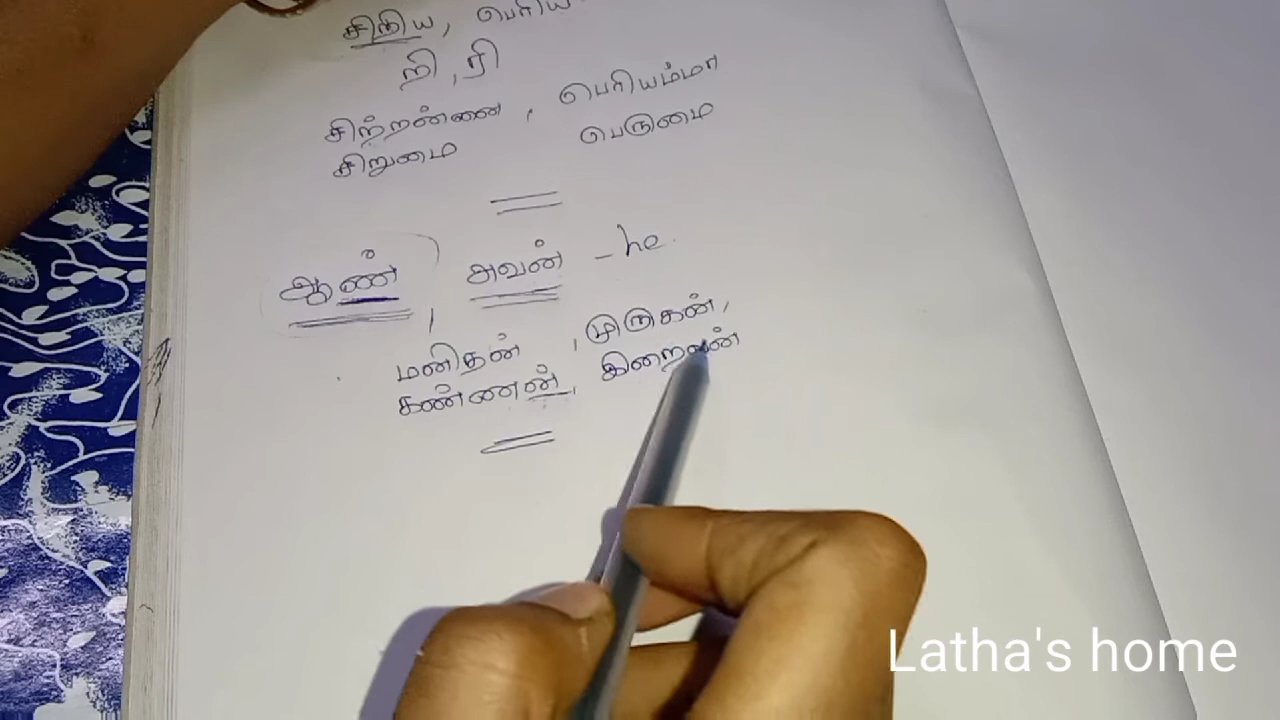 சிறிய, பெரிய
றி, ரி
சிற்றன்னை, பெரியம்மா
சிறுமை பெருமை
ஆண், அவன் - he.
மனிதன், முருகன்,
கண்ணன், இறைவன்
Latha's home